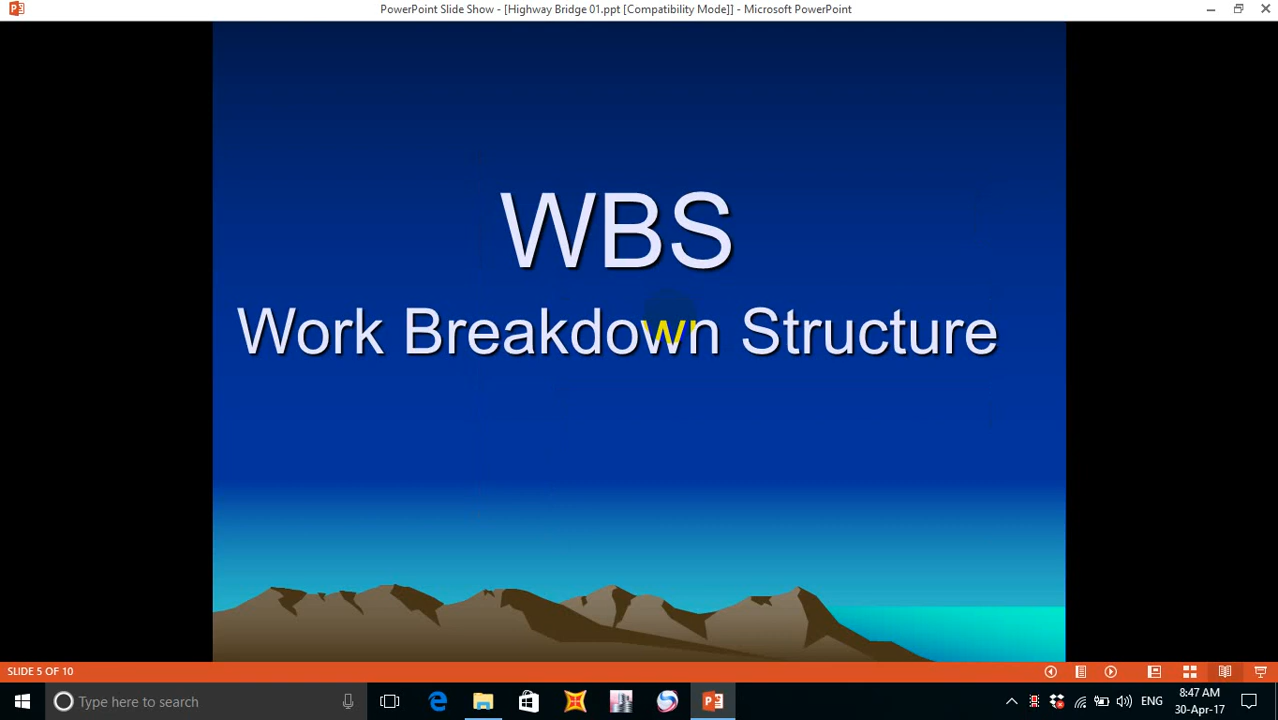 PowerPoint Slide Show - [Highway Bridge 01.ppt [Compatibility Mode]] - Microsoft PowerPoint
WBS
Work Breakdown Structure
SLIDE 5 OF 10
Type here to search
ENG
8:47 AM
30-Apr-17